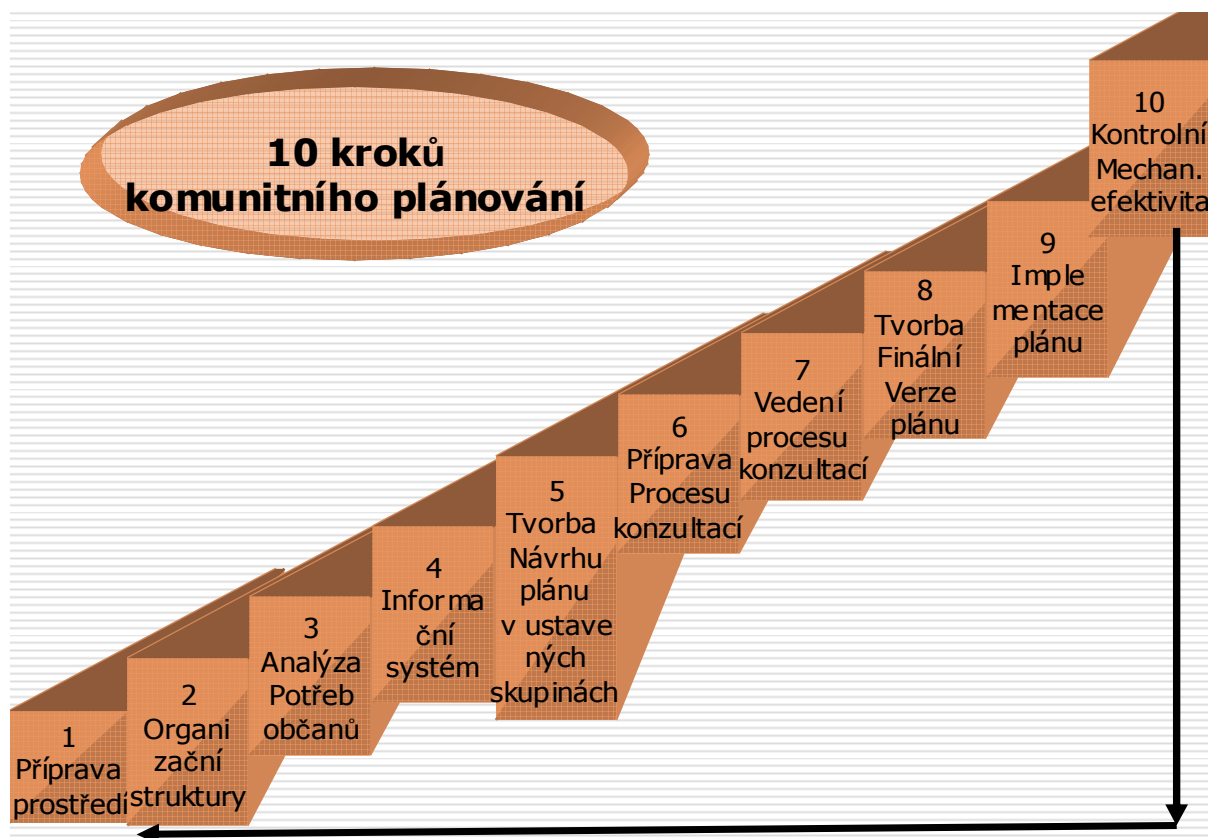 10 kroků
komunitního plánování
1
Příprava
prostředí
2
Organi
zační
struktury
3
Analýza
Potřeb
občanů
4
Informa
ční
systém
5
Tvorba
Návrhu
plánu
v ustave
ných
skupinách
6
Příprava
Procesu
konzultací
7
Vedení
procesu
konzultací
8
Tvorba
Finální
Verze
plánu
9
Imple
mentace
plánu
10
Kontrolní
Mechan.
efektivita